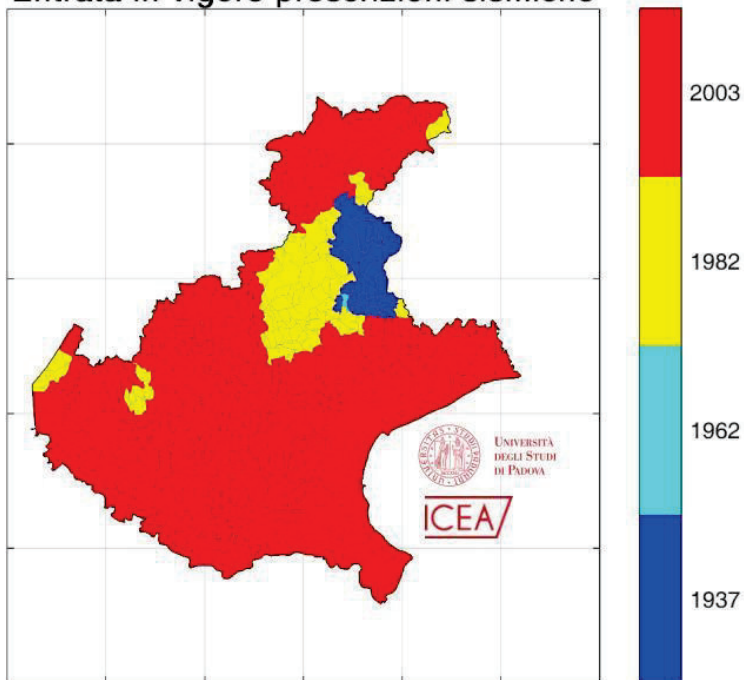 Entrata in vigore prescrizioni sismiche
2003
1982
1962
1937
UNIVERSITÀ
DEGLI STUDI
DI PADOVA
ICEA